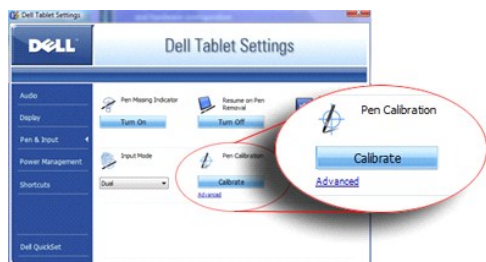 Dell Tablet Settings
DELL
Dell Tablet Settings
Audio
Display
Pen & Input
Power Management
Shortcuts
Dell QuickSet
Pen Missing Indicator
Turn On
Resume on Pen
Removal
Turn Off
Input Mode
Dual
Pen Calibration
Calibrate
Advanced
Pen Calibration
Calibrate
Advanced